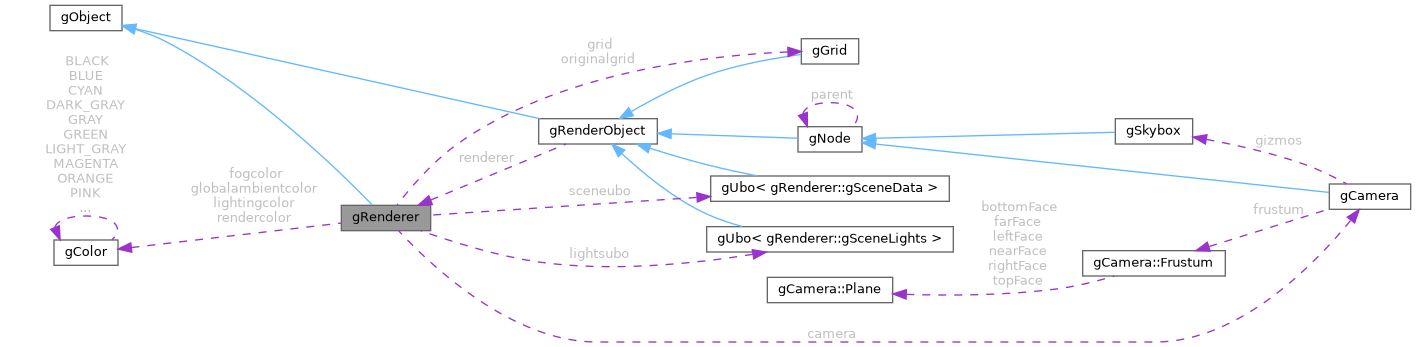 gObject
BLACK
BLUE
CYAN
DARK_GRAY
GRAY
GREEN
LIGHT_GRAY
MAGENTA
ORANGE
PINK
...
gColor
fogcolor
globalambientcolor
lightingcolor
rendercolor
gRenderer
grid
originalgrid
renderer
gRenderObject
sceneubo
lightsubo
gGrid
parent
gNode
gUbo< gRenderer::gSceneData >
gUbo< gRenderer::gSceneLights >
gCamera::Plane
camera
bottomFace
farFace
leftFace
nearFace
rightFace
topFace
gSkybox
gizmos
gCamera
frustum
gCamera::Frustum